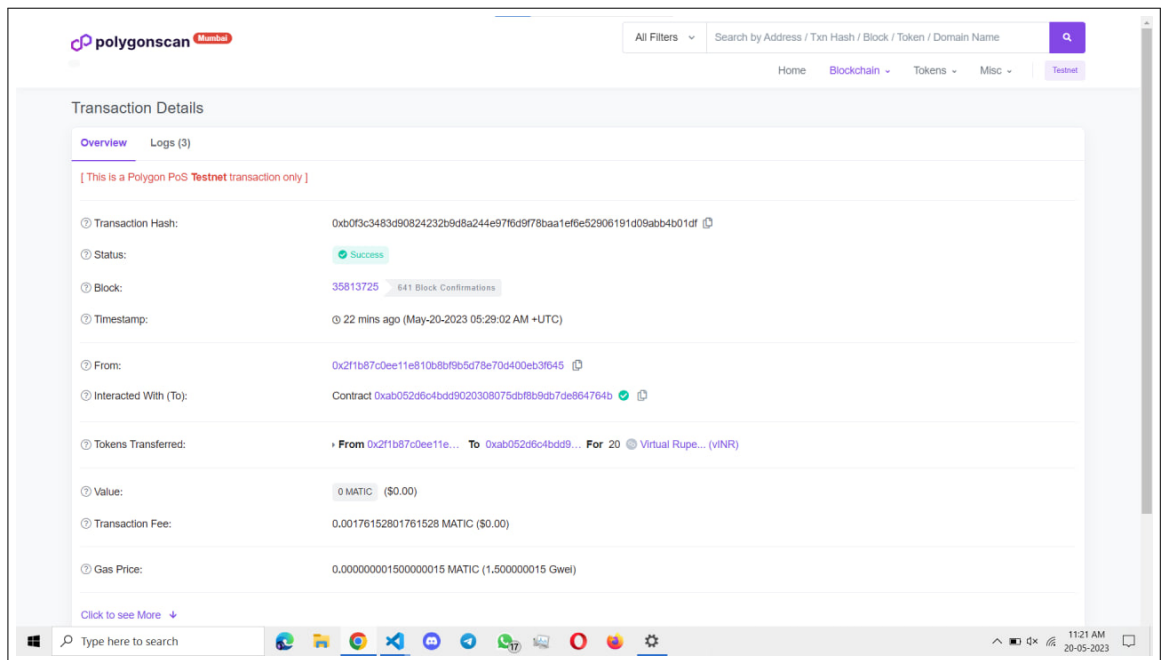 polygonscan Mumbai
All Filters Search by Address / Txn Hash / Block / Token / Domain Name
Home Blockchain Tokens Misc Testnet
Transaction Details
Overview Logs (3)
[ This is a Polygon PoS Testnet transaction only ]
Transaction Hash: 0xb0f3c3483d90824232b9d8a244e97f6d9f78baa1ef6e52906191d09abb4b01df
Status: Success
Block: 35813725 641 Block Confirmations
Timestamp: 22 mins ago (May-20-2023 05:29:02 AM +UTC)
From: 0x2f1b87c0ee11e810b8bf9b5d78e70d400eb3f645
Interacted With (To): Contract 0xab052d6c4bdd9020308075dbf8b9db7de864764b
Tokens Transferred: From 0x2f1b87c0ee11e... To 0xab052d6c4bdd9... For 20 Virtual Rupe... (vINR)
Value: 0 MATIC ($0.00)
Transaction Fee: 0.00176152801761528 MATIC ($0.00)
Gas Price: 0.000000001500000015 MATIC (1.500000015 Gwei)
Click to see More
Type here to search 17 11:21 AM
20-05-2023